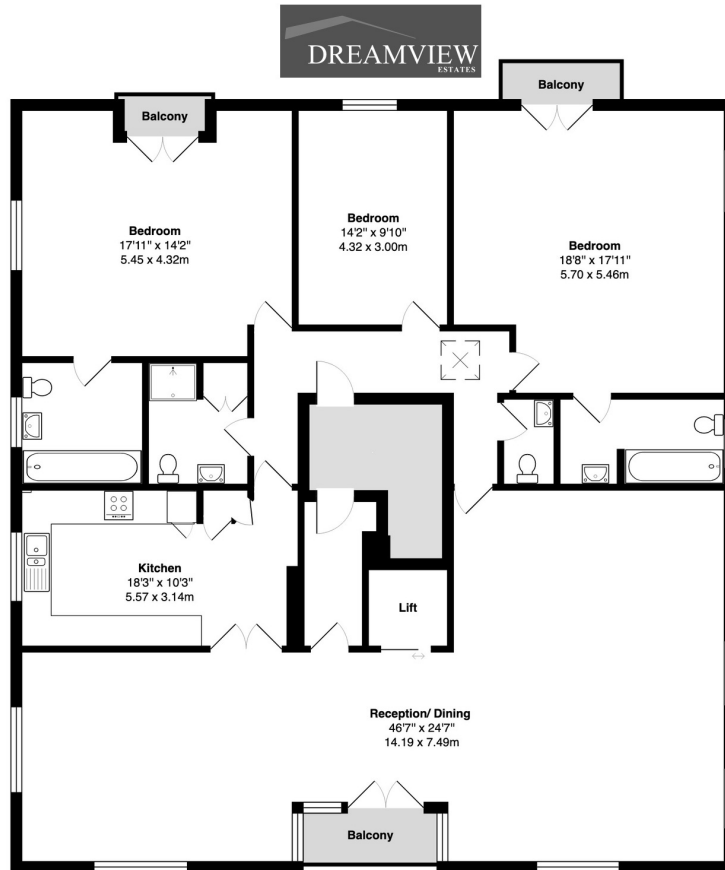 DREAMVIEW
ESTATES
Balcony
Balcony
Bedroom
17'11" x 14'2"
5.45 x 4.32m
Bedroom
14'2" x 9'10"
4.32 x 3.00m
Bedroom
18'8" x 17'11"
5.70 x 5.46m
Kitchen
18'3" x 10'3"
5.57 x 3.14m
Lift
Reception/ Dining
46'7" x 24'7"
14.19 x 7.49m
Balcony